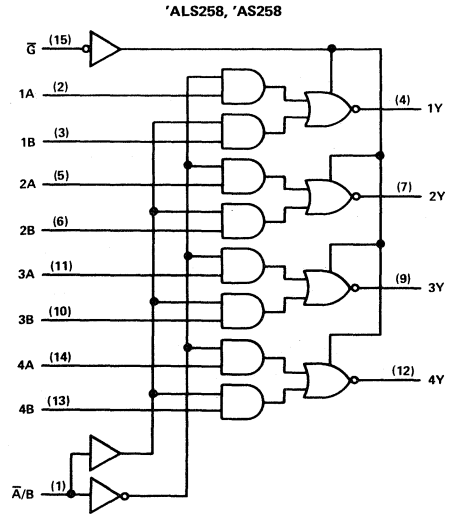 'ALS258, 'AS258
G̅ (15)
1A (2)
(4) 1Y
1B (3)
2A (5)
(7) 2Y
2B (6)
3A (11)
(9) 3Y
3B (10)
4A (14)
(12) 4Y
4B (13)
A̅/B (1)